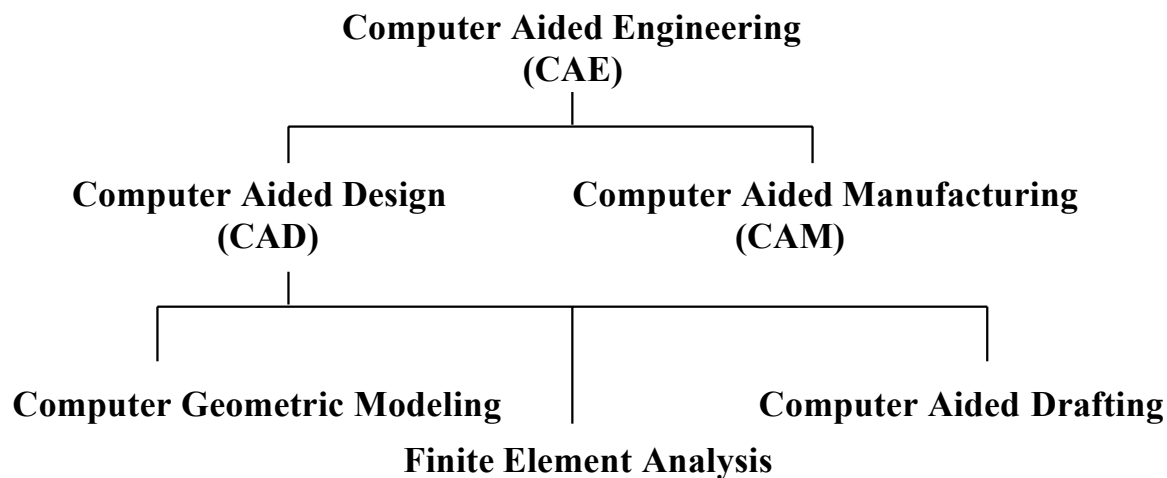 Computer Aided Engineering
(CAE)
Computer Aided Design
(CAD)
Computer Aided Manufacturing
(CAM)
Computer Geometric Modeling
Computer Aided Drafting
Finite Element Analysis